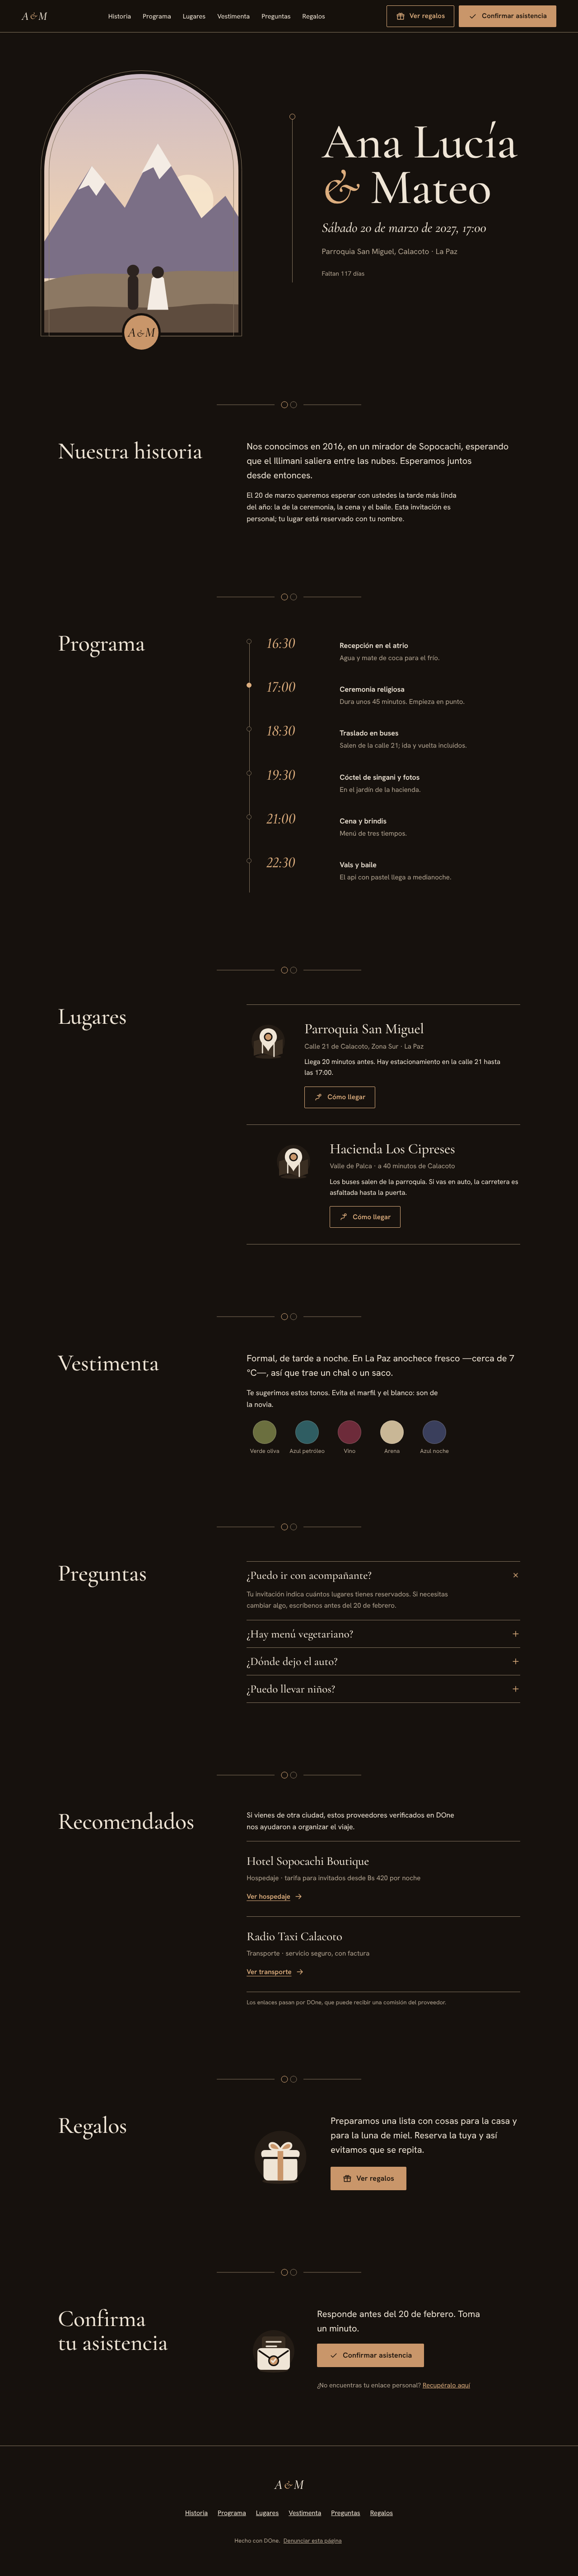 A&M
Historia
Programa
Lugares
Vestimenta
Preguntas
Regalos
Ver regalos
Confirmar asistencia
Ana Lucía
& Mateo
Sábado 20 de marzo de 2027, 17:00
Parroquia San Miguel, Calacoto · La Paz
Faltan 117 días
A&M
Nuestra historia
Nos conocimos en 2016, en un mirador de Sopocachi, esperando
que el Illimani saliera entre las nubes. Esperamos juntos
desde entonces.
El 20 de marzo queremos esperar con ustedes la tarde más linda
del año: la de la ceremonia, la cena y el baile. Esta invitación es
personal; tu lugar está reservado con tu nombre.
Programa
16:30
Recepción en el atrio
Agua y mate de coca para el frío.
17:00
Ceremonia religiosa
Dura unos 45 minutos. Empieza en punto.
18:30
Traslado en buses
Salen de la calle 21; ida y vuelta incluidos.
19:30
Cóctel de singani y fotos
En el jardín de la hacienda.
21:00
Cena y brindis
Menú de tres tiempos.
22:30
Vals y baile
El api con pastel llega a medianoche.
Lugares
Parroquia San Miguel
Calle 21 de Calacoto, Zona Sur · La Paz
Llega 20 minutos antes. Hay estacionamiento en la calle 21 hasta
las 17:00.
Cómo llegar
Hacienda Los Cipreses
Valle de Palca · a 40 minutos de Calacoto
Los buses salen de la parroquia. Si vas en auto, la carretera es
asfaltada hasta la puerta.
Cómo llegar
Vestimenta
Formal, de tarde a noche. En La Paz anochece fresco —cerca de 7
°C—, así que trae un chal o un saco.
Te sugerimos estos tonos. Evita el marfil y el blanco: son de
la novia.
Verde oliva
Azul petróleo
Vino
Arena
Azul noche
Preguntas
¿Puedo ir con acompañante?
Tu invitación indica cuántos lugares tienes reservados. Si necesitas
cambiar algo, escríbenos antes del 20 de febrero.
¿Hay menú vegetariano?
¿Dónde dejo el auto?
¿Puedo llevar niños?
Recomendados
Si vienes de otra ciudad, estos proveedores verificados en DOne
nos ayudaron a organizar el viaje.
Hotel Sopocachi Boutique
Hospedaje · tarifa para invitados desde Bs 420 por noche
Ver hospedaje
Radio Taxi Calacoto
Transporte · servicio seguro, con factura
Ver transporte
Los enlaces pasan por DOne, que puede recibir una comisión del proveedor.
Regalos
Preparamos una lista con cosas para la casa y
para la luna de miel. Reserva la tuya y así
evitamos que se repita.
Ver regalos
Confirma
tu asistencia
Responde antes del 20 de febrero. Toma
un minuto.
Confirmar asistencia
¿No encuentras tu enlace personal? Recupéralo aquí
A&M
Historia
Programa
Lugares
Vestimenta
Preguntas
Regalos
Hecho con DOne. Denunciar esta página